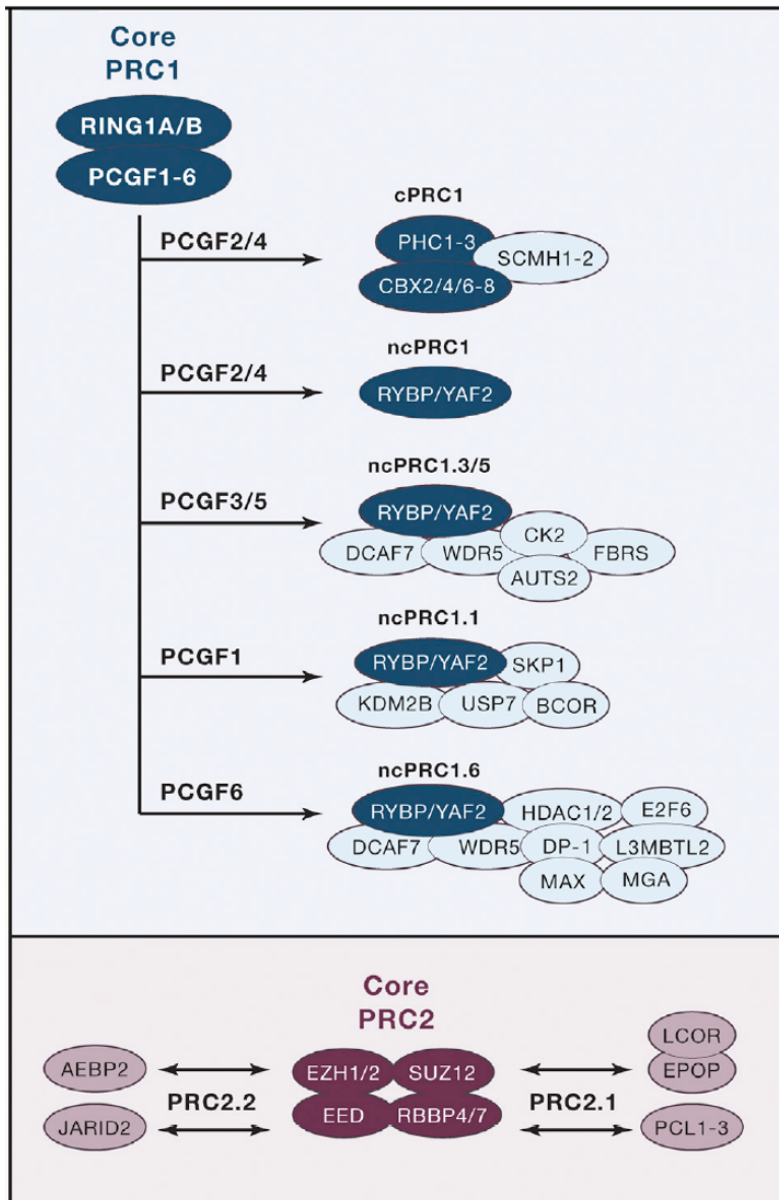 Core
PRC1
RING1A/B
PCGF1-6
PCGF2/4
cPRC1
PHC1-3
SCMH1-2
CBX2/4/6-8
PCGF2/4
ncPRC1
RYBP/YAF2
PCGF3/5
ncPRC1.3/5
RYBP/YAF2
CK2
DCAF7
WDR5
FBRS
AUTS2
PCGF1
ncPRC1.1
RYBP/YAF2
SKP1
KDM2B
USP7
BCOR
PCGF6
ncPRC1.6
RYBP/YAF2
HDAC1/2
E2F6
DCAF7
WDR5
DP-1
L3MBTL2
MAX
MGA
Core
PRC2
AEBP2
EZH1/2
SUZ12
LCOR
EPOP
PRC2.2
PRC2.1
JARID2
EED
RBBP4/7
PCL1-3